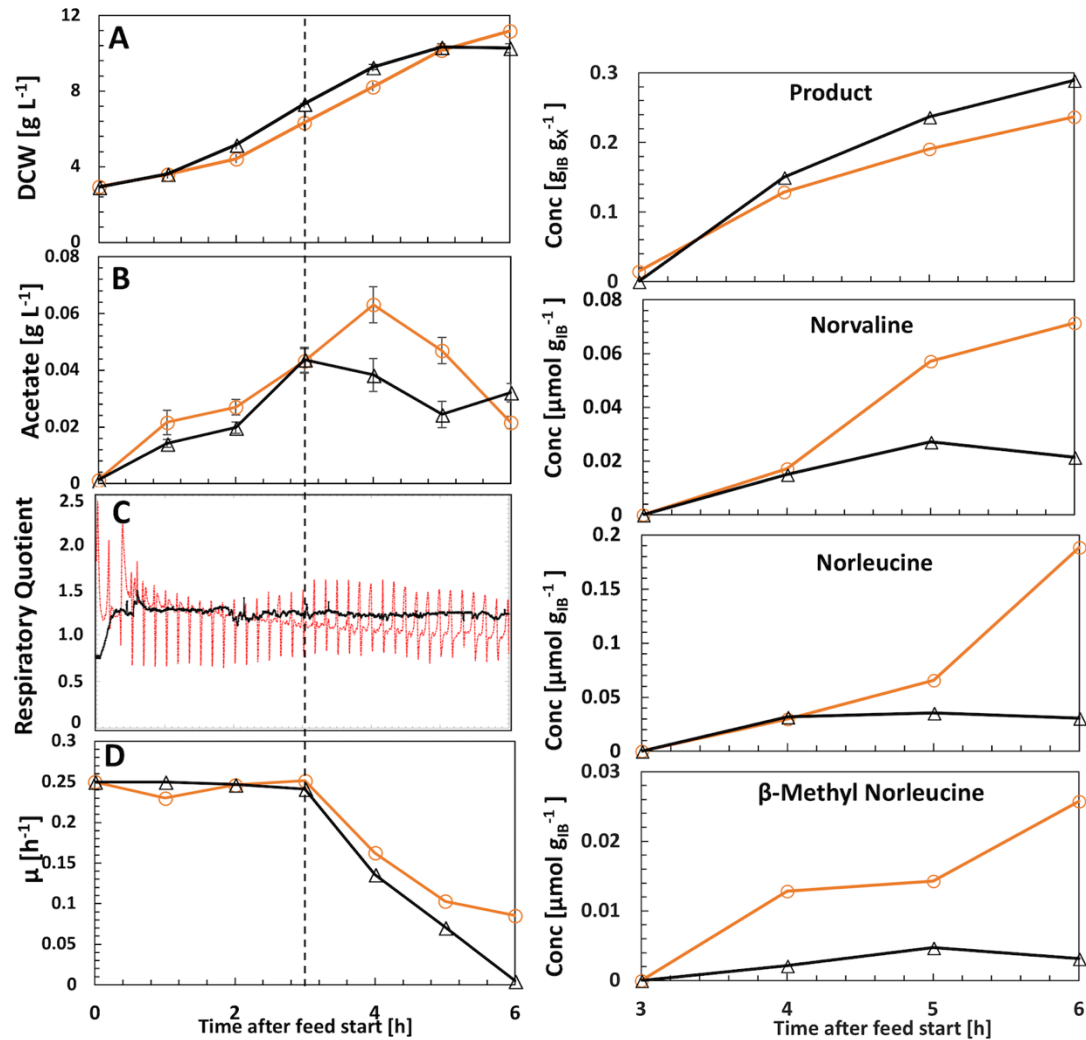 A
DCW [g L-1]
12
8
4
0
B
Acetate [g L-1]
0.08
0.06
0.04
0.02
0
C
Respiratory Quotient
2.5
2.0
1.5
1.0
0.5
0
D
µ [h-1]
0.3
0.25
0.2
0.15
0.1
0.05
0
0 2 4 6
Time after feed start [h]
Product
Conc [gIB gX-1]
0.3
0.2
0.1
0
Norvaline
Conc [µmol gIB-1]
0.08
0.06
0.04
0.02
0
Norleucine
Conc [µmol gIB-1]
0.2
0.15
0.1
0.05
0
β-Methyl Norleucine
Conc [µmol gIB-1]
0.03
0.02
0.01
0
3 4 5 6
Time after feed start [h]